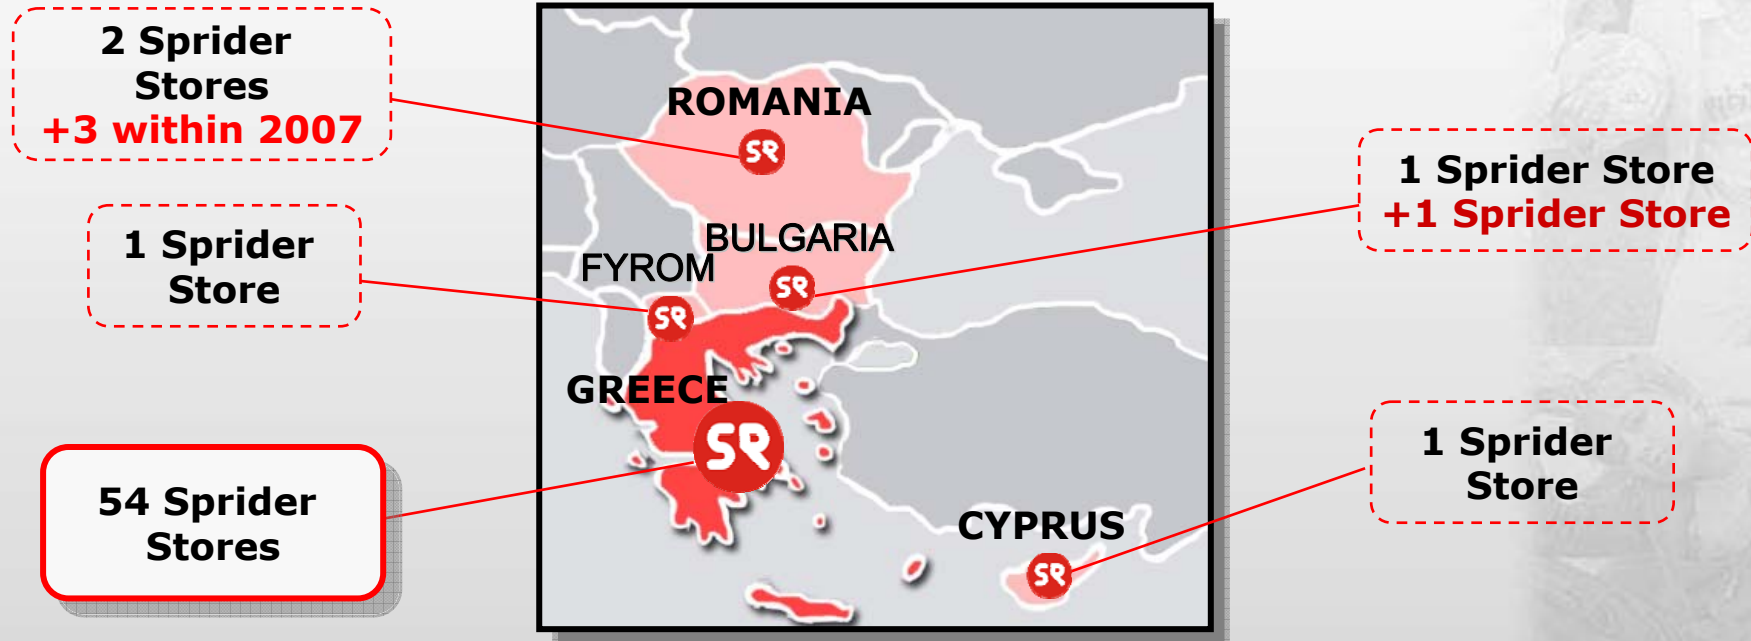 2 Sprider
Stores
+3 within 2007
1 Sprider
Store
54 Sprider
Stores
ROMANIA
SR
BULGARIA
SR
FYROM
SR
GREECE
SR
CYPRUS
SR
1 Sprider Store
+1 Sprider Store
1 Sprider
Store